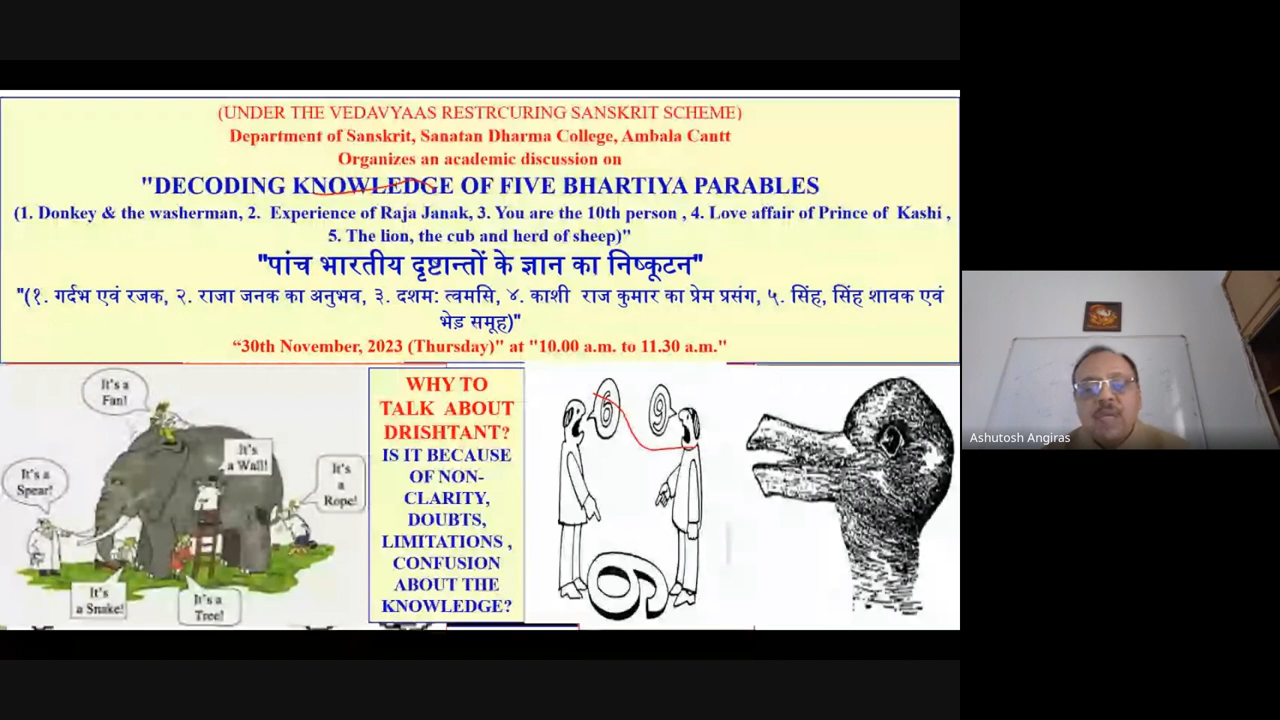 (UNDER THE VEDAVYAAS RESTRCURING SANSKRIT SCHEME)
Department of Sanskrit, Sanatan Dharma College, Ambala Cantt
Organizes an academic discussion on
"DECODING KNOWLEDGE OF FIVE BHARTIYA PARABLES
(1. Donkey & the washerman, 2. Experience of Raja Janak, 3. You are the 10th person , 4. Love affair of Prince of Kashi ,
5. The lion, the cub and herd of sheep)"
"पांच भारतीय दृष्टान्तों के ज्ञान का निष्कूटन"
"(१. गर्दभ एवं रजक, २. राजा जनक का अनुभव, ३. दशम: त्वमसि, ४. काशी राज कुमार का प्रेम प्रसंग, ५. सिंह, सिंह शावक एवं
भेड़ समूह)"
“30th November, 2023 (Thursday)" at "10.00 a.m. to 11.30 a.m."
It's a
Fan!
It's
a Wall!
It's a
Spear!
It's
a
Rope!
It's
a Snake!
It's a
Tree!
WHY TO
TALK ABOUT
DRISHTANT?
IS IT BECAUSE
OF NON-
CLARITY,
DOUBTS,
LIMITATIONS ,
CONFUSION
ABOUT THE
KNOWLEDGE?
6
9
6
Ashutosh Angiras